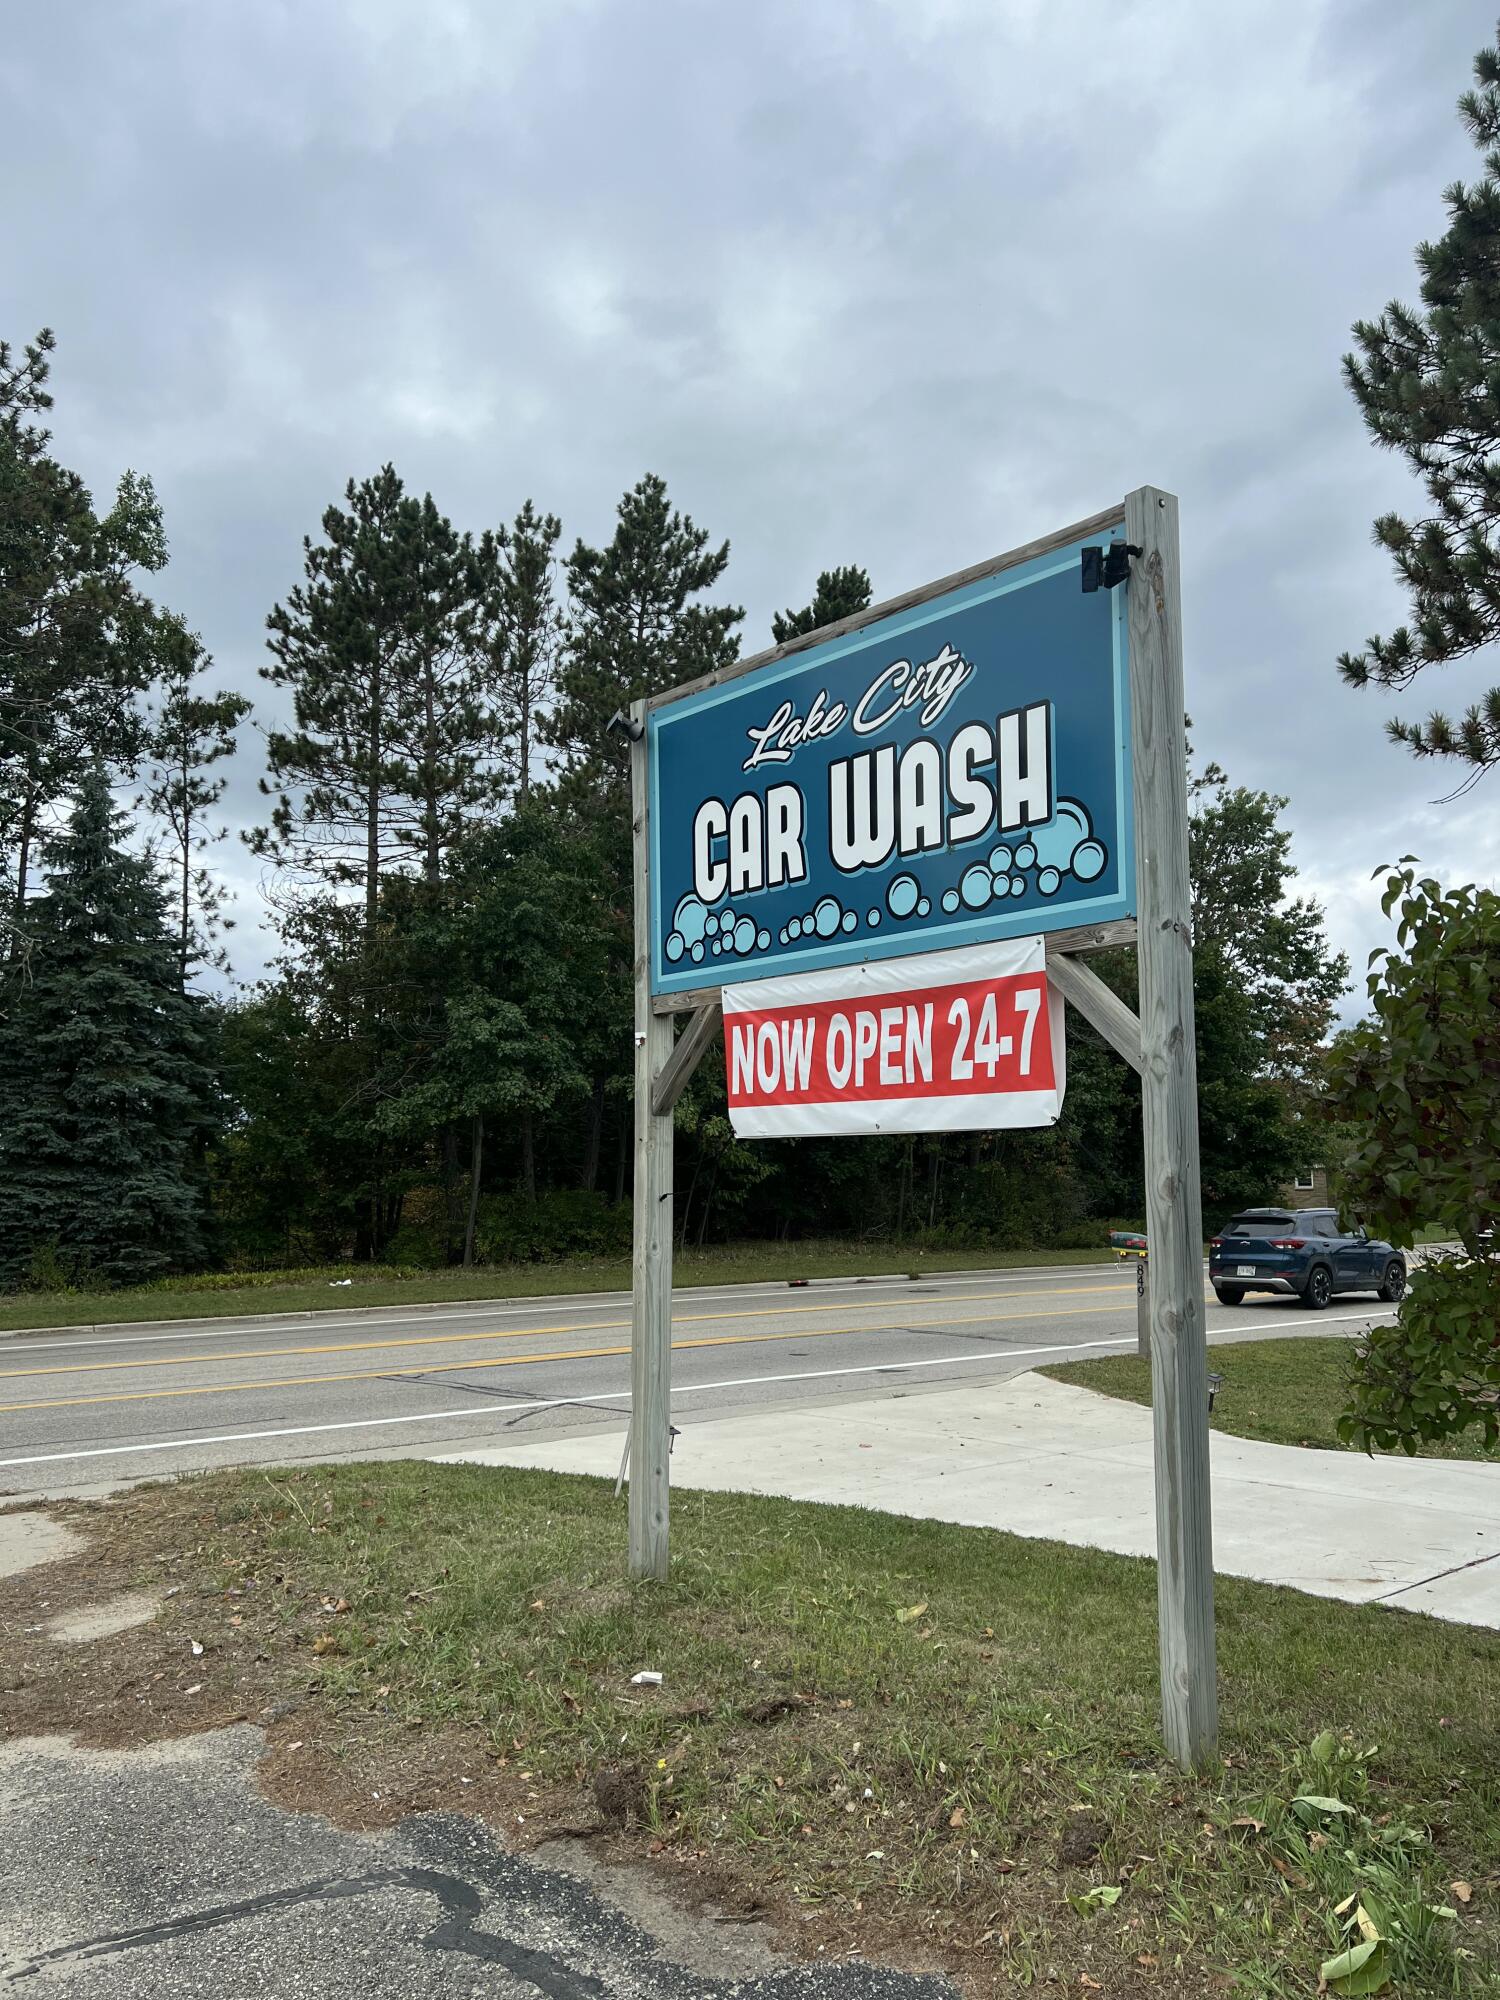 Lake City
CAR WASH
NOW OPEN 24-7
849